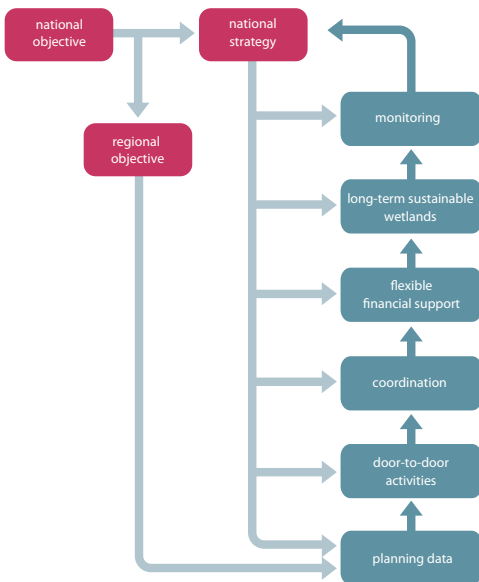 national
objective
national
strategy
regional
objective
monitoring
long-term sustainable
wetlands
flexible
financial support
coordination
door-to-door
activities
planning data